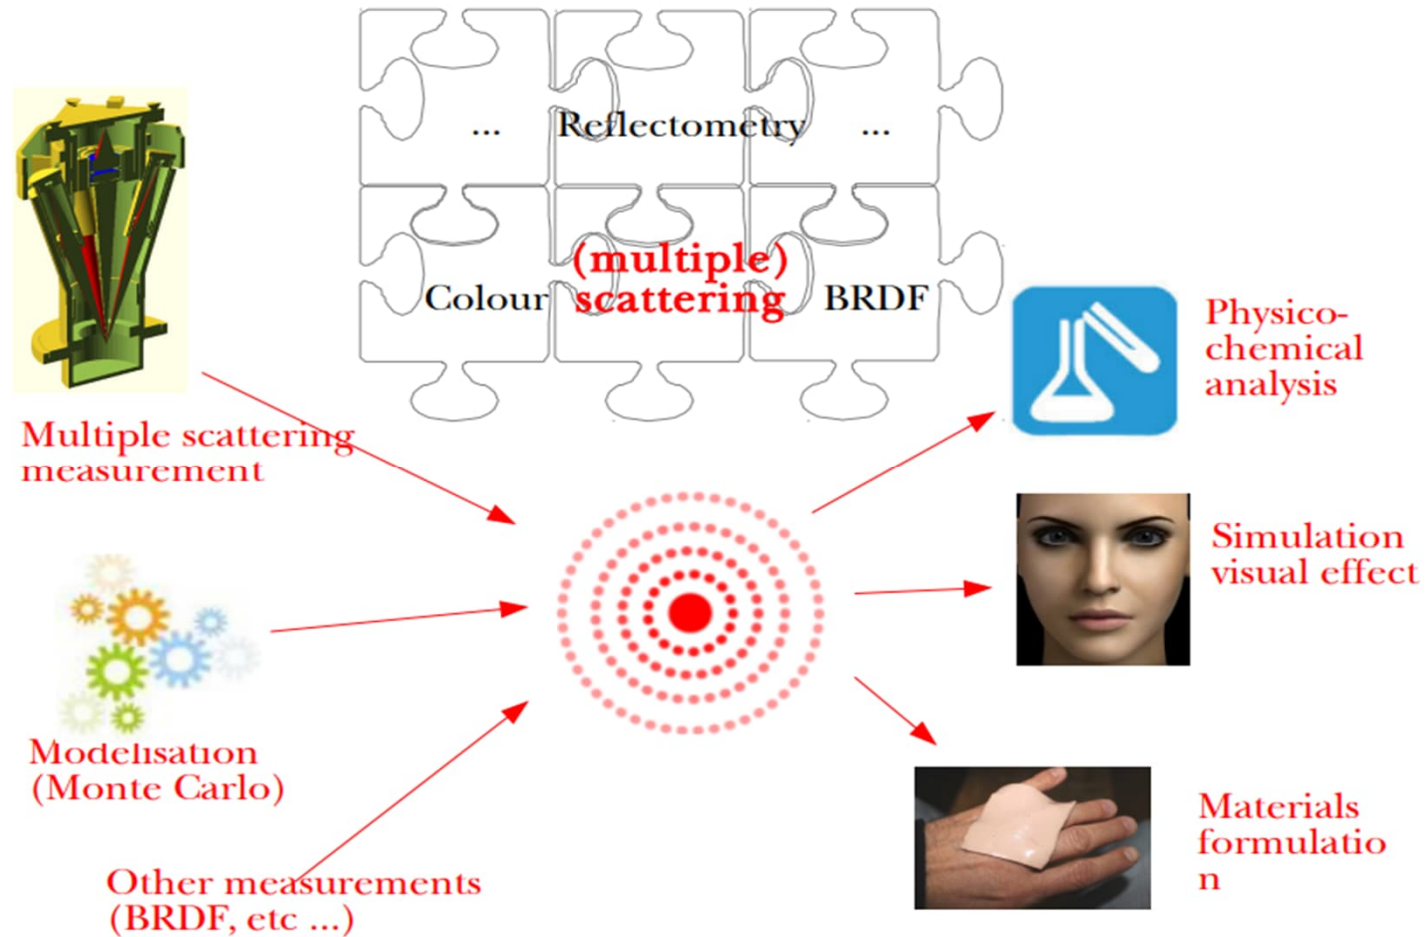 ... Reflectometry ...
(multiple)
scattering
Colour
BRDF
Multiple scattering
measurement
Modelisation
(Monte Carlo)
Other measurements
(BRDF, etc ...)
Physico-
chemical
analysis
Simulation
visual effect
Materials
formulatio
n